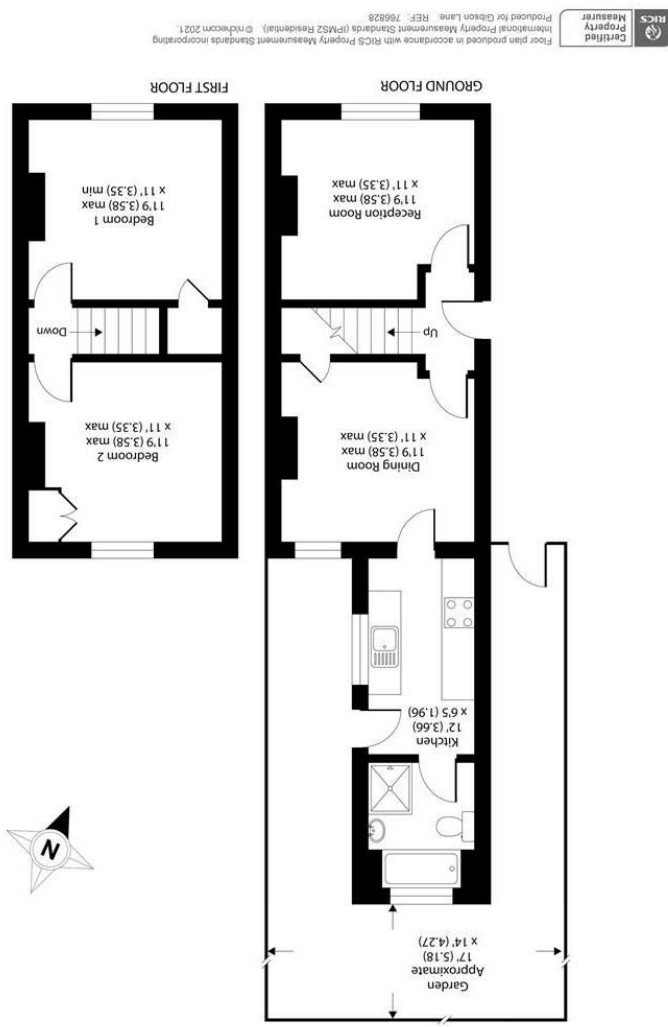 Garden
Approximate
17' (5.18)
x 14' (4.27)
Kitchen
12' (3.66)
x 6'5 (1.96)
Dining Room
11'9 (3.58) max
x 11' (3.35) max
Up
Reception Room
11'9 (3.58) max
x 11' (3.35) max
GROUND FLOOR
N
Bedroom 2
11'9 (3.58) max
x 11' (3.35) max
Down
Bedroom 1
11'9 (3.58) max
x 11' (3.35) min
FIRST FLOOR
RICS
Certified
Property
Measurer
Floor plan produced in accordance with RICS Property Measurement Standards incorporating
International Property Measurement Standards (IPMS2 Residential). ©nichecom 2021.
Produced for Gibson Lane. REF: 766828